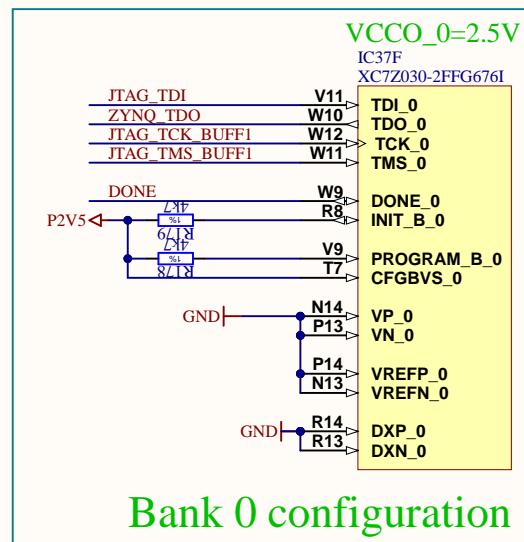 VCCO_0=2.5V
IC37F
XC7Z030-2FFG676I
JTAG_TDI V11 TDI_0
ZYNQ_TDO W10 TDO_0
JTAG_TCK_BUFF1 W12 TCK_0
JTAG_TMS_BUFF1 W11 TMS_0
DONE W9 DONE_0
4k7
P2V5 1% R8 INIT_B_0
R179
4k7
1% V9 PROGRAM_B_0
R178 T7 CFGBVS_0
GND N14 VP_0
P13 VN_0
P14 VREFP_0
N13 VREFN_0
GND R14 DXP_0
R13 DXN_0
Bank 0 configuration